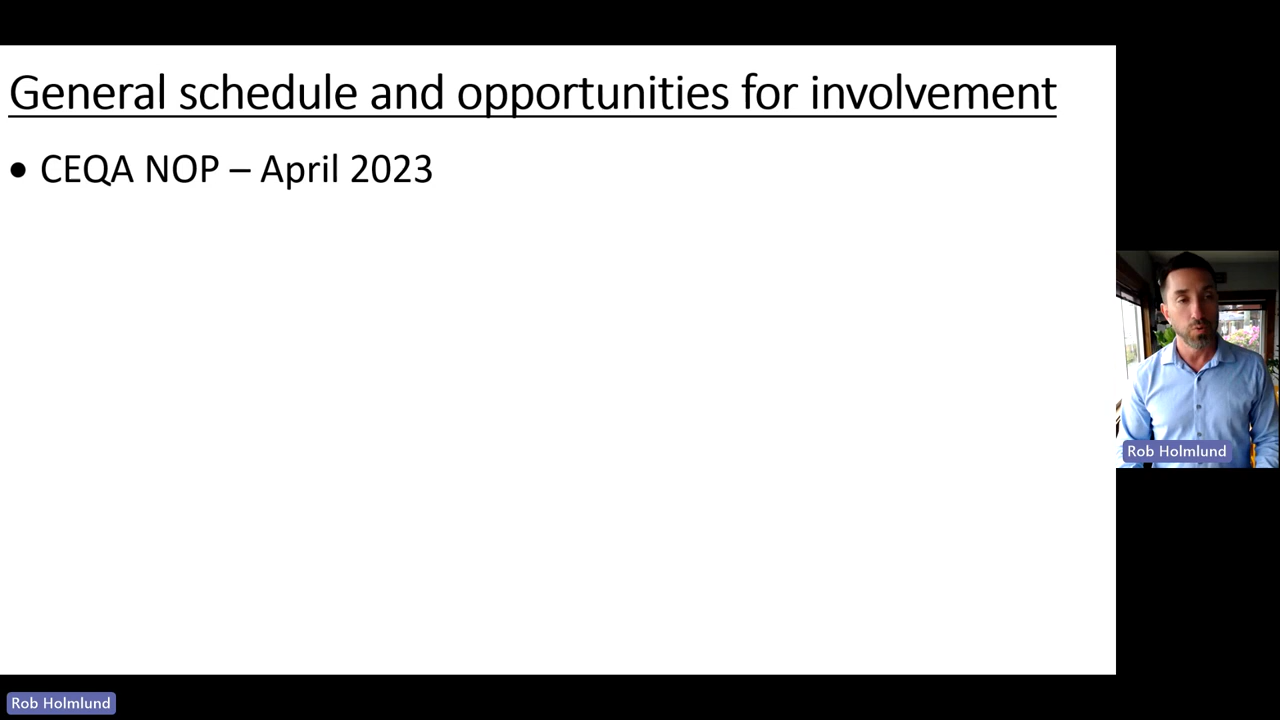 General schedule and opportunities for involvement
• CEQA NOP – April 2023
Rob Holmlund
Rob Holmlund